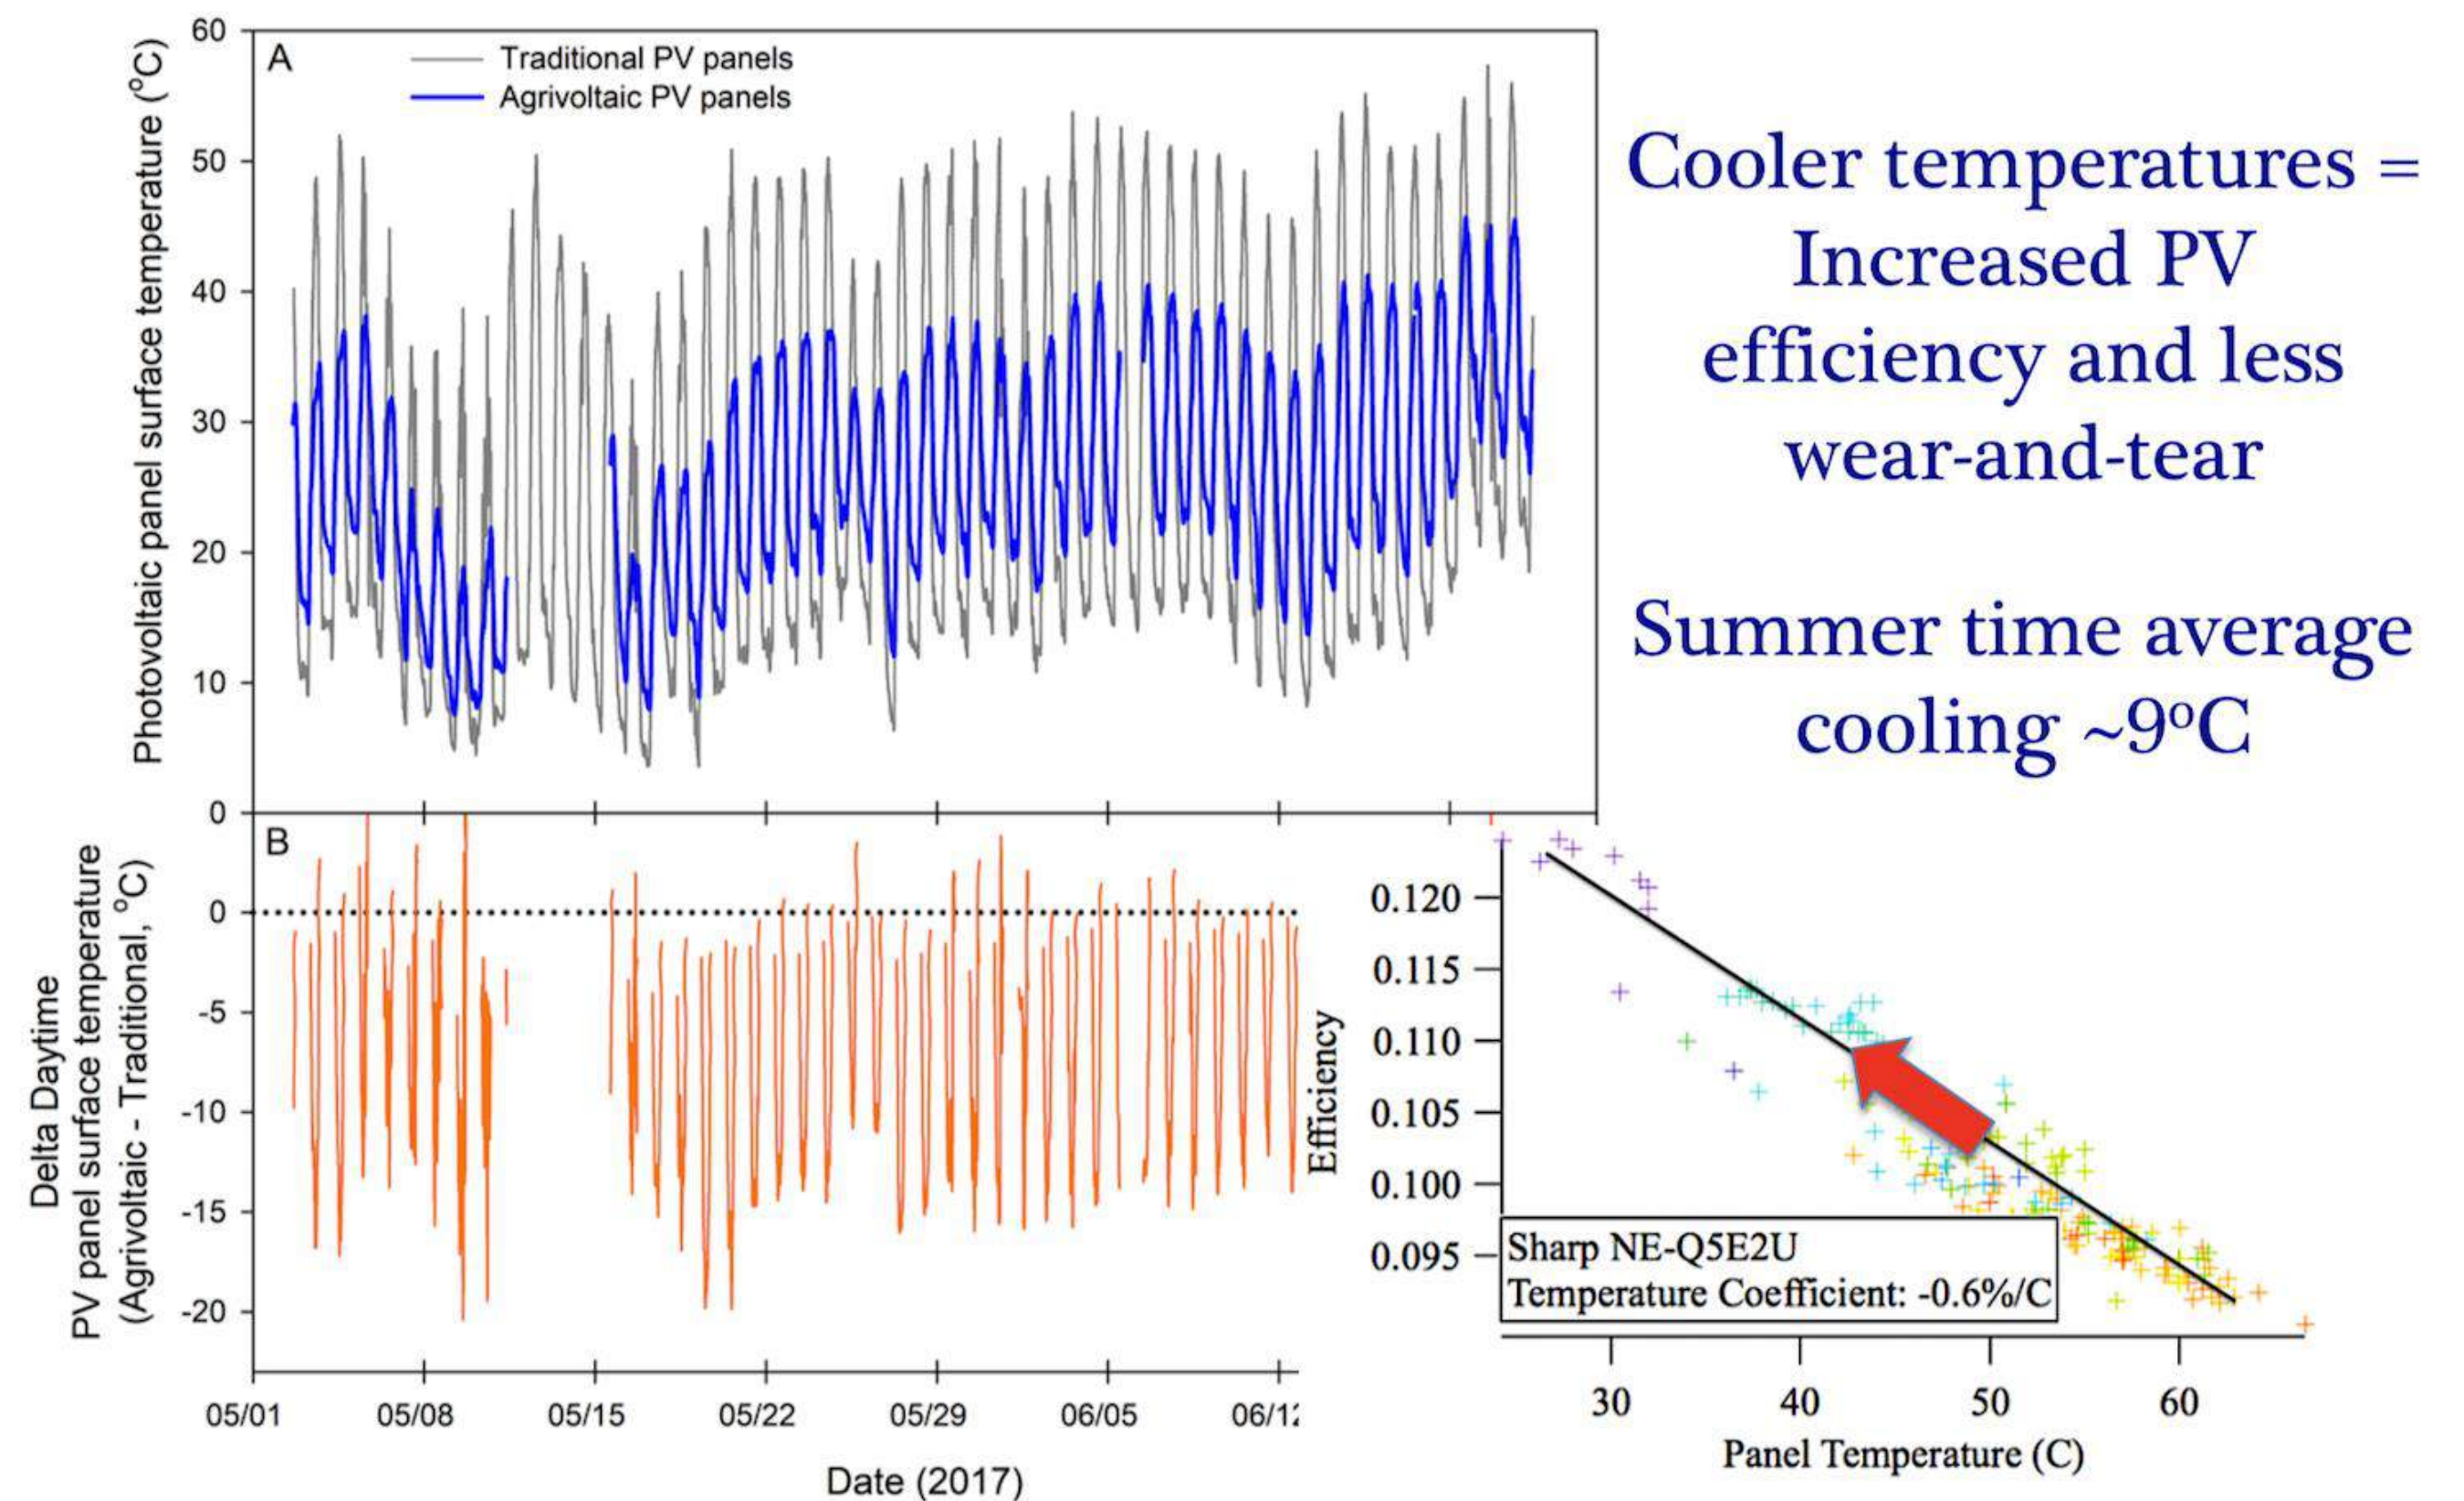 A
Traditional PV panels
Agrivoltaic PV panels
Photovoltaic panel surface temperature (°C)
60
50
40
30
20
10
0
Cooler temperatures =
Increased PV
efficiency and less
wear-and-tear
Summer time average
cooling ~9°C
B
Delta Daytime
PV panel surface temperature
(Agrivoltaic - Traditional, °C)
0
-5
-10
-15
-20
05/01
05/08
05/15
05/22
05/29
06/05
Date (2017)
Efficiency
0.120
0.115
0.110
0.105
0.100
0.095
Sharp NE-Q5E2U
Temperature Coefficient: -0.6%/C
30
40
50
60
Panel Temperature (C)